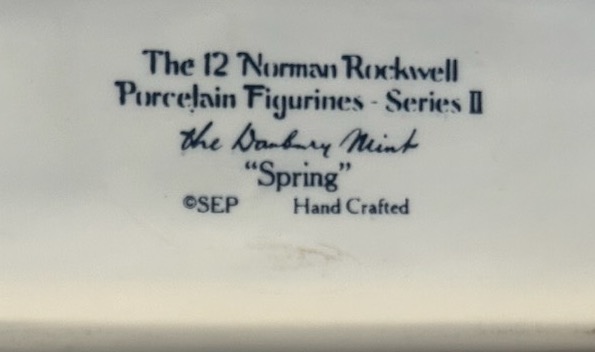 The 12 Norman Rockwell
Porcelain Figurines - Series II
the Danbury Mint
“Spring”
©SEP Hand Crafted